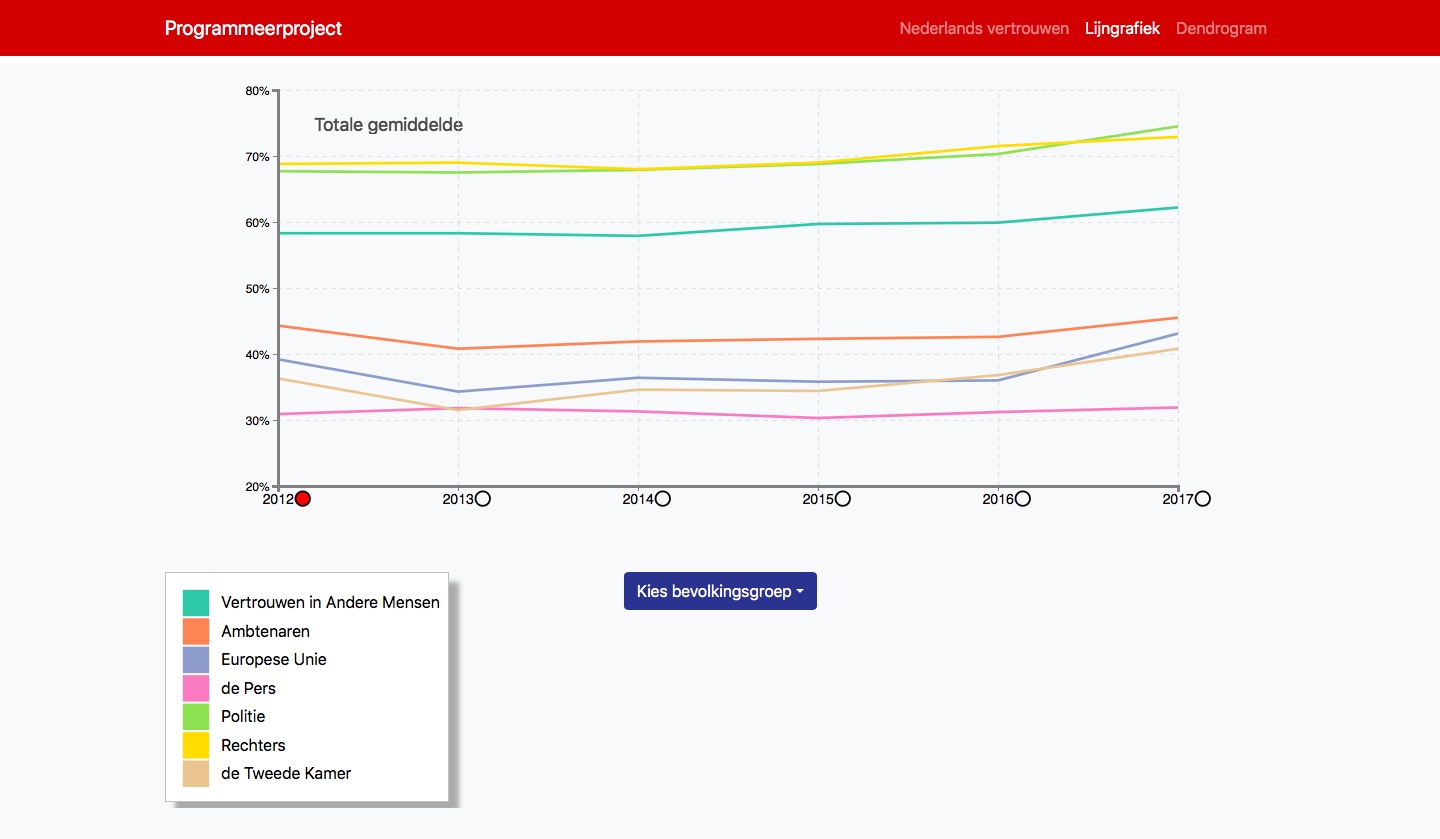 Programmeerproject
Nederlands vertrouwen Lijngrafiek Dendrogram
80%
Totale gemiddelde
70%
60%
50%
40%
30%
20%
2012 2013 2014 2015 2016 2017
Kies bevolkingsgroep
Vertrouwen in Andere Mensen
Ambtenaren
Europese Unie
de Pers
Politie
Rechters
de Tweede Kamer